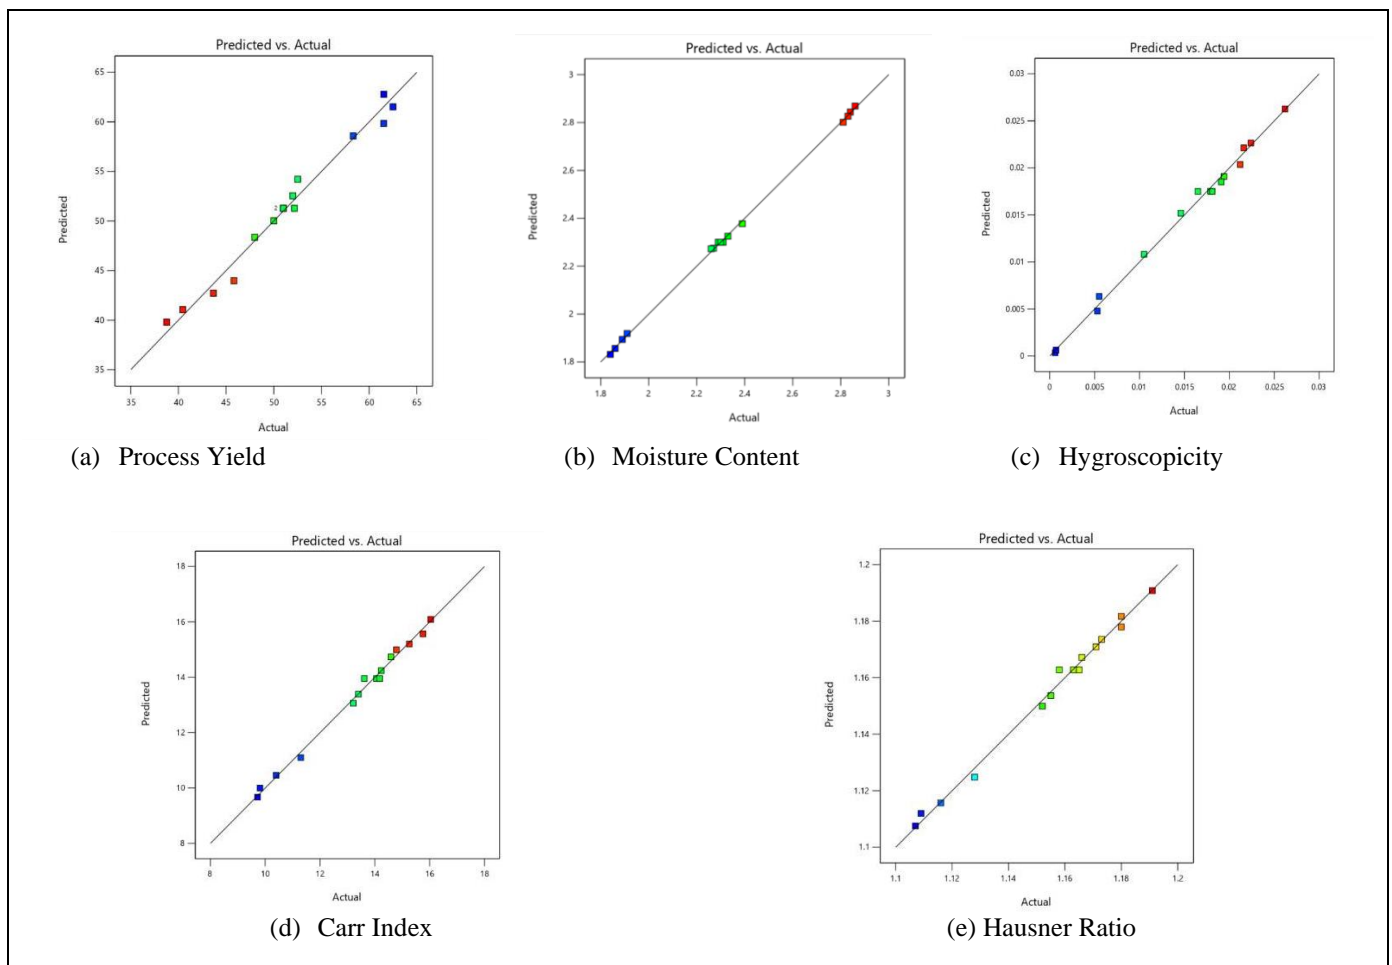 Predicted vs. Actual
65
60
55
50
45
40
35
2
Predicted
35 40 45 50 55 60 65
Actual
(a) Process Yield
Predicted vs. Actual
3
2.8
2.6
2.4
2.2
2
1.8
Predicted
1.8 2 2.2 2.4 2.6 2.8 3
Actual
(b) Moisture Content
Predicted vs. Actual
0.03
0.025
0.02
0.015
0.01
0.005
0
Predicted
0 0.005 0.01 0.015 0.02 0.025 0.03
Actual
(c) Hygroscopicity
Predicted vs. Actual
18
16
14
12
10
8
Predicted
8 10 12 14 16 18
Actual
(d) Carr Index
Predicted vs. Actual
1.2
1.18
1.16
1.14
1.12
1.1
Predicted
1.1 1.12 1.14 1.16 1.18 1.2
Actual
(e) Hausner Ratio